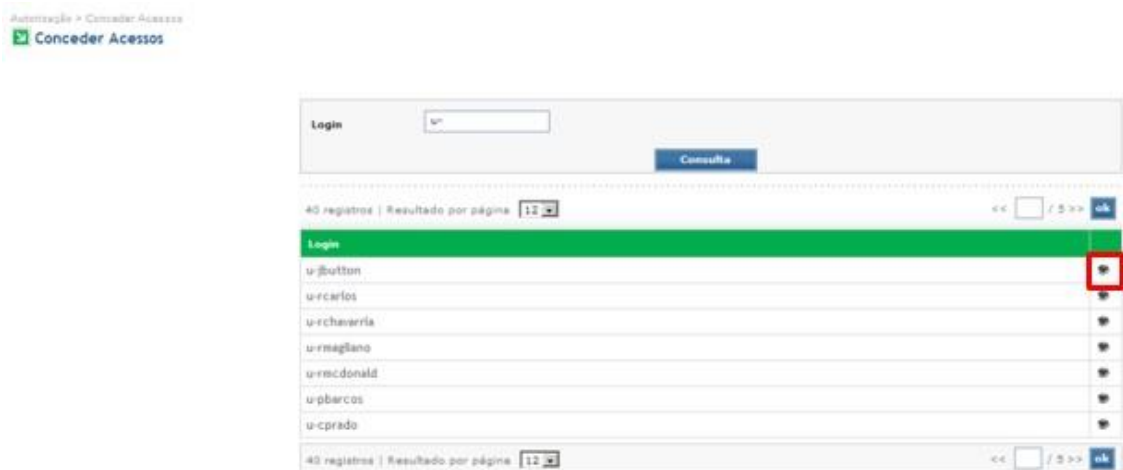 Autorização > Conceder Acessos
Conceder Acessos
Login u-
Consulta
40 registros | Resultado por página 12 << / 5 >> ok
Login
u-jbutton
u-rcarlos
u-rchavarria
u-rmagliano
u-rmcdonald
u-pbarcos
u-cprado
40 registros | Resultado por página 12 << / 5 >> ok